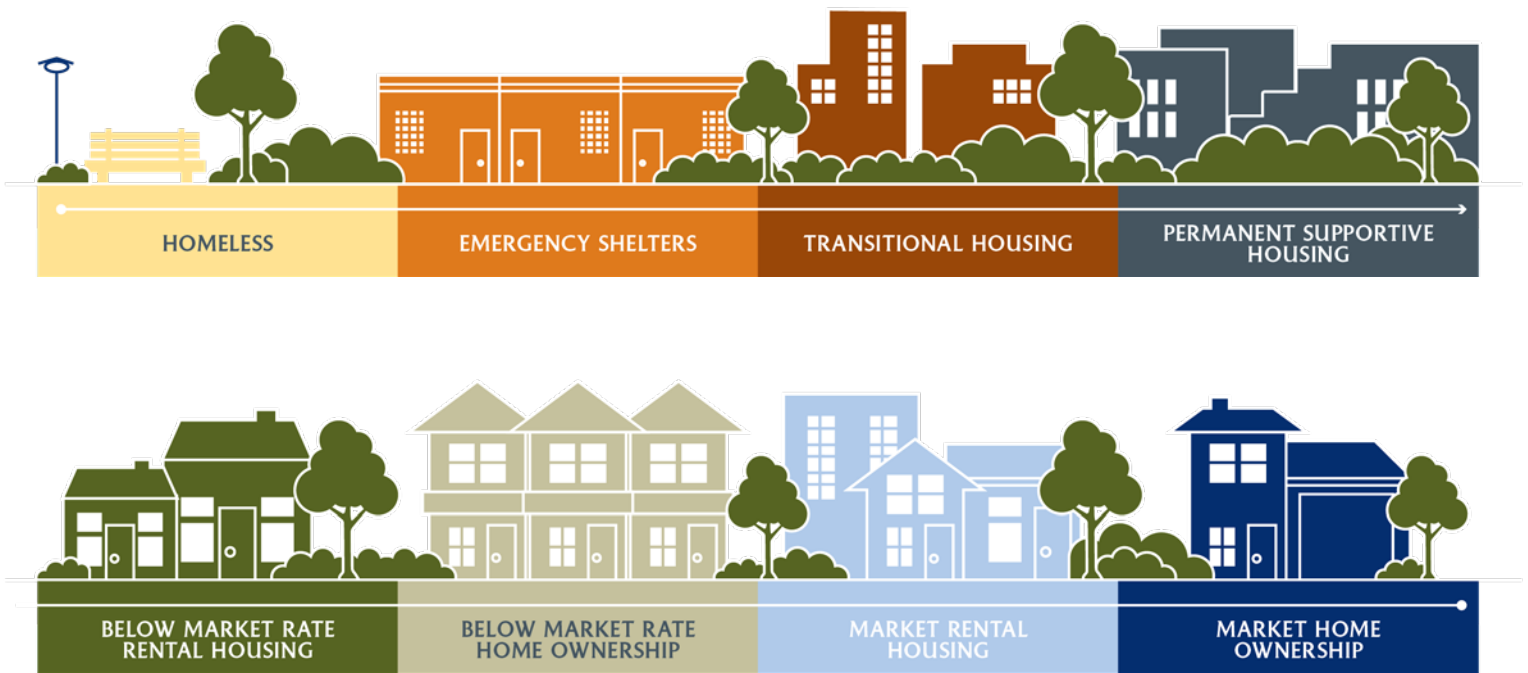 HOMELESS
EMERGENCY SHELTERS
TRANSITIONAL HOUSING
PERMANENT SUPPORTIVE
HOUSING
BELOW MARKET RATE
RENTAL HOUSING
BELOW MARKET RATE
HOME OWNERSHIP
MARKET RENTAL
HOUSING
MARKET HOME
OWNERSHIP